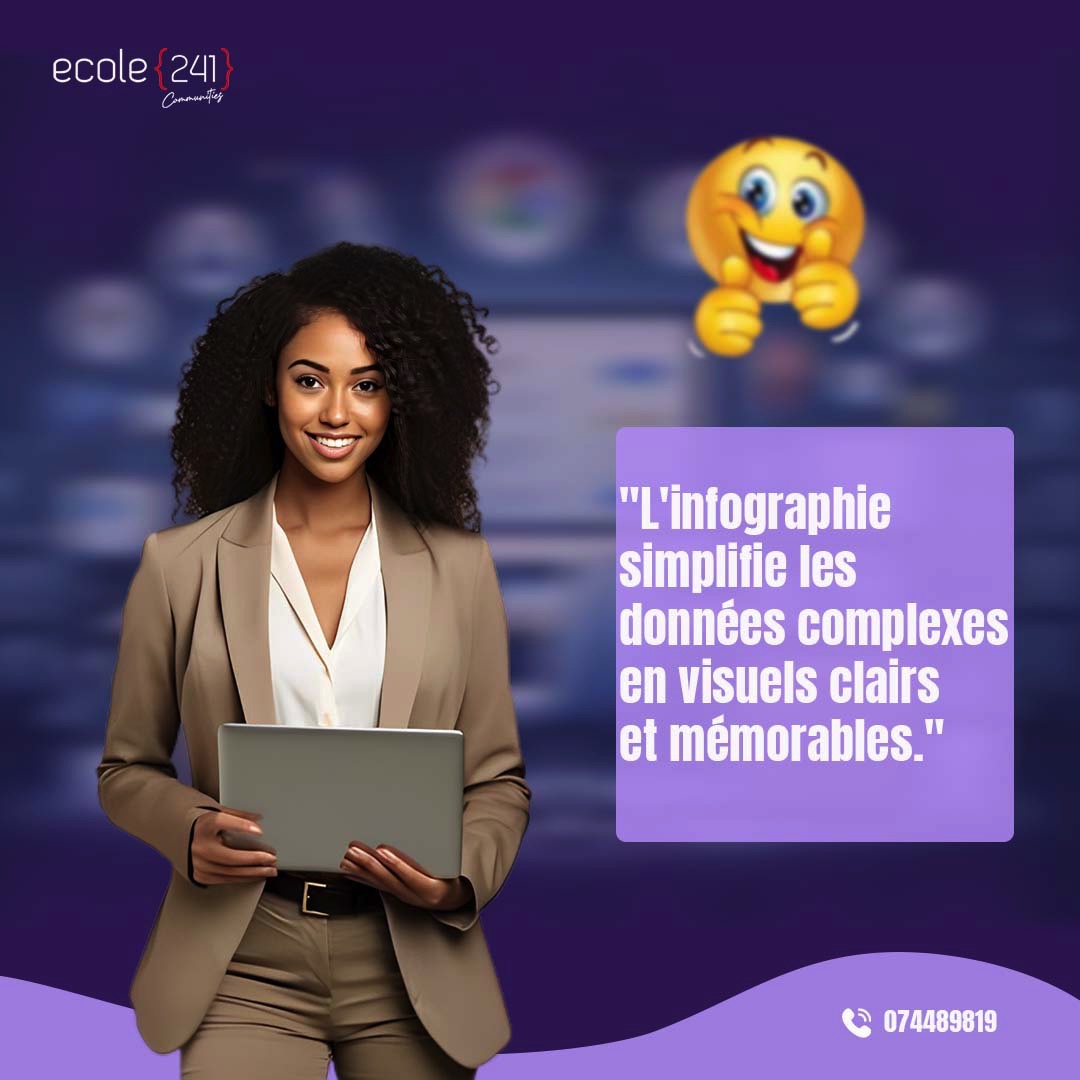 ecole {241}
Communities
"L'infographie
simplifie les
données complexes
en visuels clairs
et mémorables."
074489819